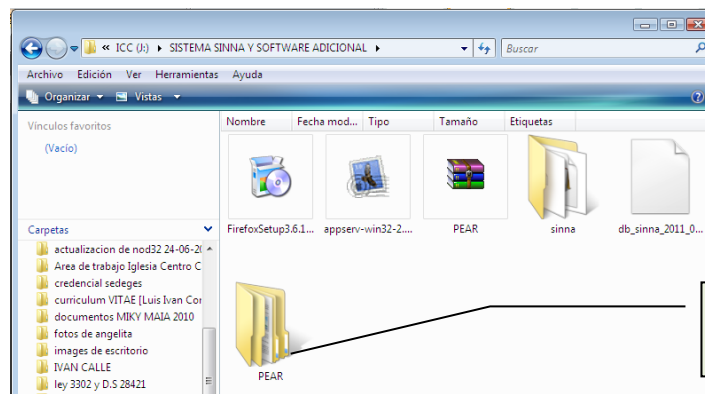 « ICC (J:) ▸ SISTEMA SINNA Y SOFTWARE ADICIONAL ▸
Buscar
Archivo Edición Ver Herramientas Ayuda
Organizar Vistas
Vínculos favoritos
(Vacío)
Nombre Fecha mod... Tipo Tamaño Etiquetas
FirefoxSetup3.6.1... appserv-win32-2.... PEAR sinna db_sinna_2011_0...
PEAR
Carpetas
actualizacion de nod32 24-06-20
Area de trabajo Iglesia Centro C
credencial sedeges
curriculum VITAE [Luis Ivan Cor
documentos MIKY MAIA 2010
fotos de angelita
images de escritorio
IVAN CALLE
ley 3302 y D.S 28421